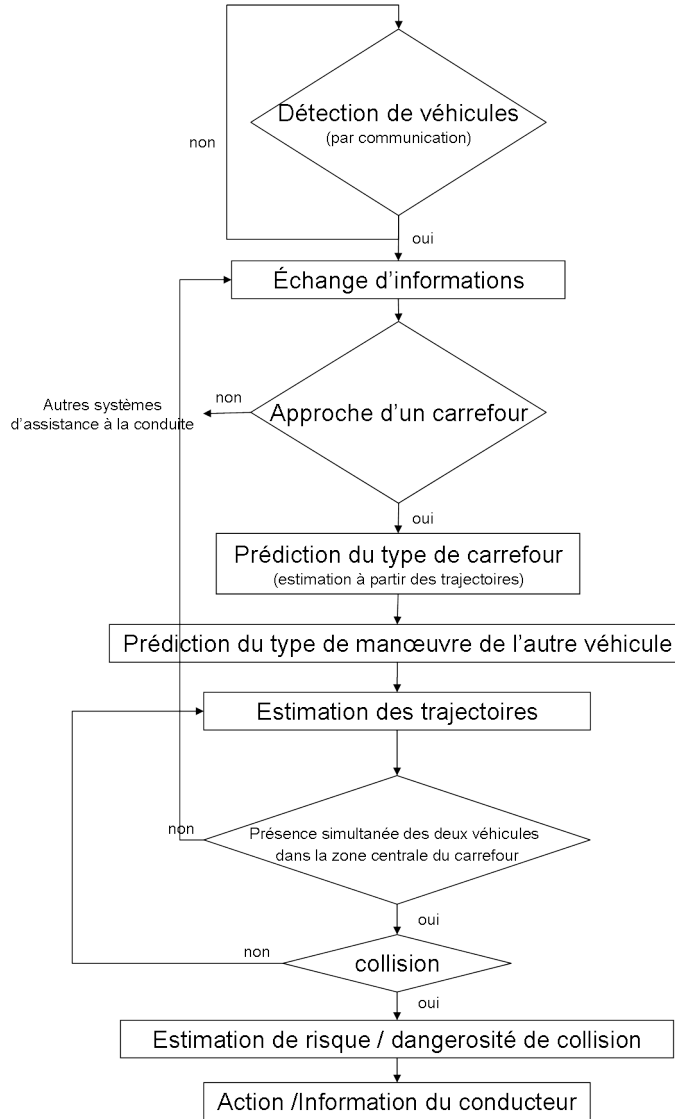 Détection de véhicules
(par communication)
non
oui
Échange d'informations
Autres systèmes
d'assistance à la conduite
non
Approche d'un carrefour
oui
Prédiction du type de carrefour
(estimation à partir des trajectoires)
Prédiction du type de manœuvre de l'autre véhicule
Estimation des trajectoires
non
Présence simultanée des deux véhicules
dans la zone centrale du carrefour
oui
non
collision
oui
Estimation de risque / dangerosité de collision
Action /Information du conducteur